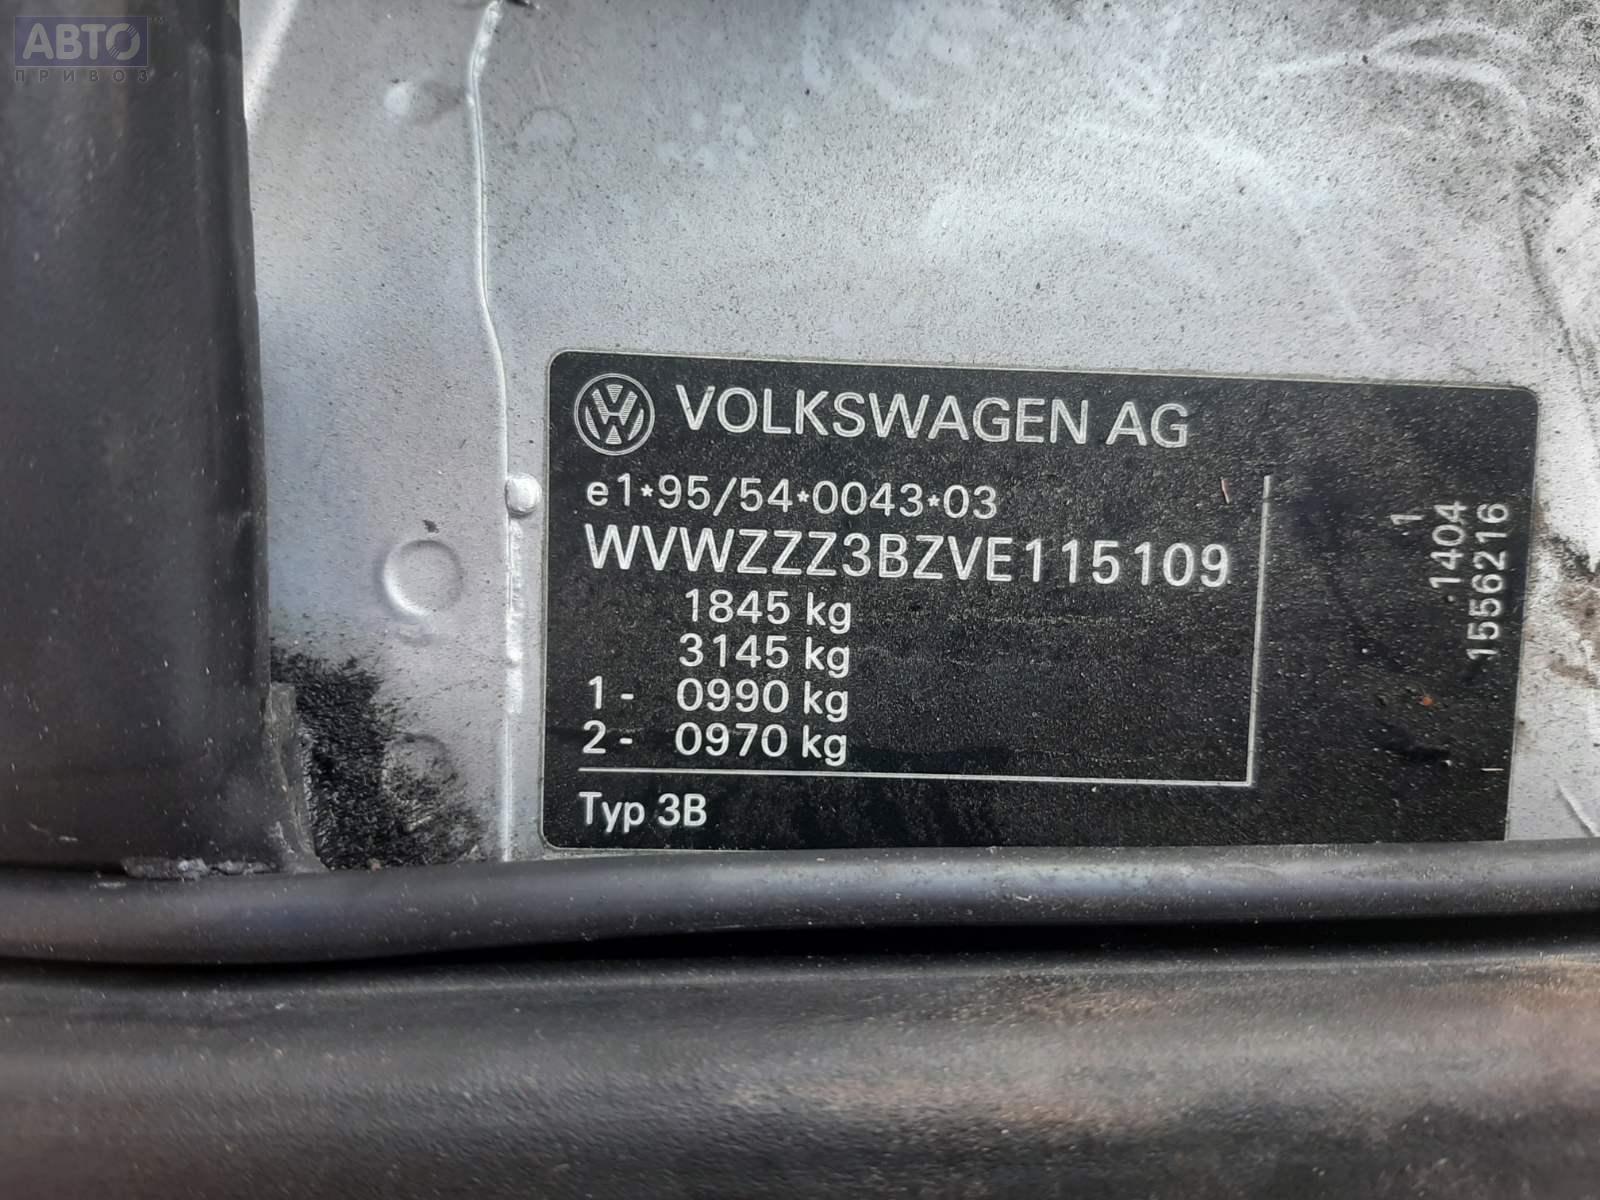 АВТО
ПРИВОЗ
VOLKSWAGEN AG
e1*95/54*0043*03
WVWZZZ3BZVE115109
1845 kg
3145 kg
1- 0990 kg
2- 0970 kg
Typ 3B
1
1404
1556216